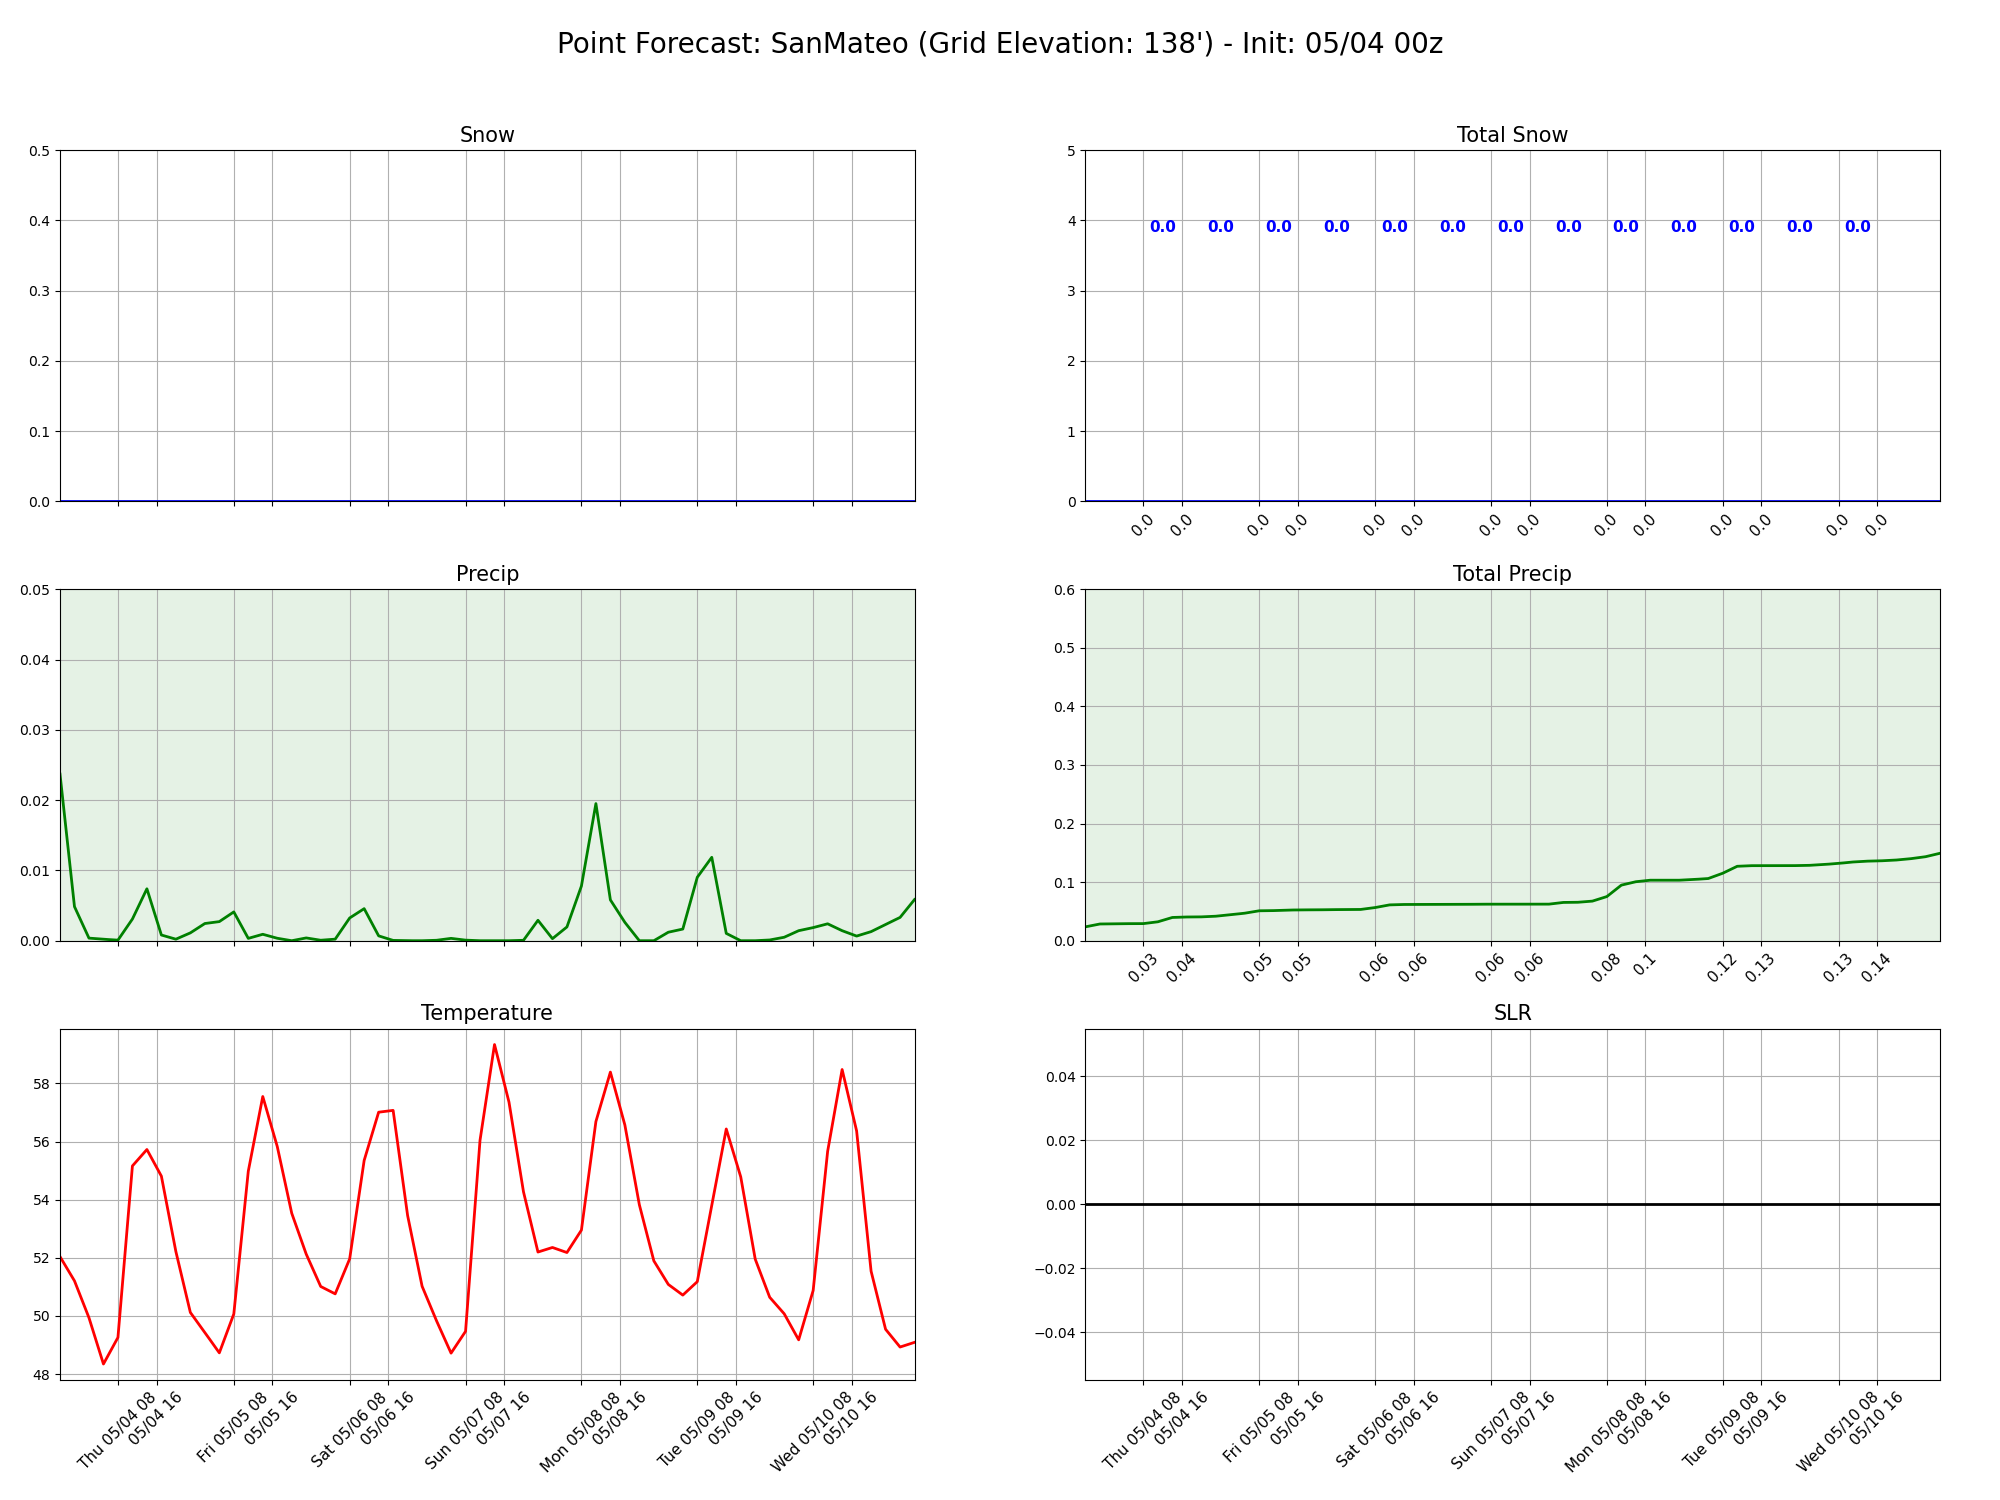 Point Forecast: SanMateo (Grid Elevation: 138') - Init: 05/04 00z
Snow
0.5
0.4
0.3
0.2
0.1
0.0
Total Snow
5
4
3
2
1
0
0.0 0.0 0.0 0.0 0.0 0.0 0.0 0.0 0.0 0.0 0.0 0.0 0.0
0.0 0.0 0.0 0.0 0.0 0.0 0.0 0.0 0.0 0.0 0.0 0.0 0.0 0.0
Precip
0.05
0.04
0.03
0.02
0.01
0.00
Total Precip
0.6
0.5
0.4
0.3
0.2
0.1
0.0
0.03 0.04 0.05 0.05 0.06 0.06 0.06 0.06 0.08 0.1 0.12 0.13 0.13 0.14
Temperature
58
56
54
52
50
48
Thu 05/04 08
05/04 16
Fri 05/05 08
05/05 16
Sat 05/06 08
05/06 16
Sun 05/07 08
05/07 16
Mon 05/08 08
05/08 16
Tue 05/09 08
05/09 16
Wed 05/10 08
05/10 16
SLR
0.04
0.02
0.00
−0.02
−0.04
Thu 05/04 08
05/04 16
Fri 05/05 08
05/05 16
Sat 05/06 08
05/06 16
Sun 05/07 08
05/07 16
Mon 05/08 08
05/08 16
Tue 05/09 08
05/09 16
Wed 05/10 08
05/10 16